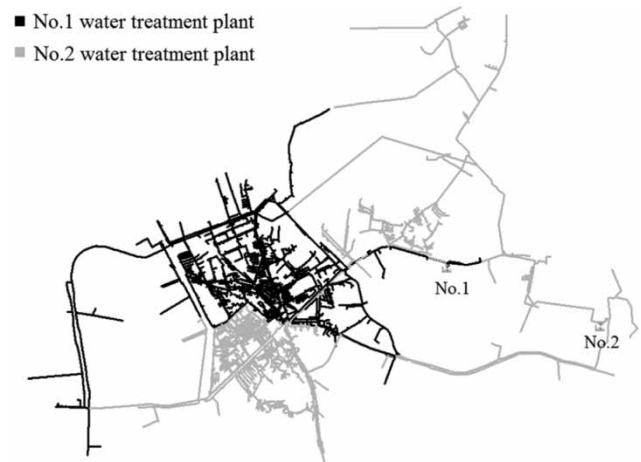 No.1 water treatment plant
No.2 water treatment plant
No.1
No.2